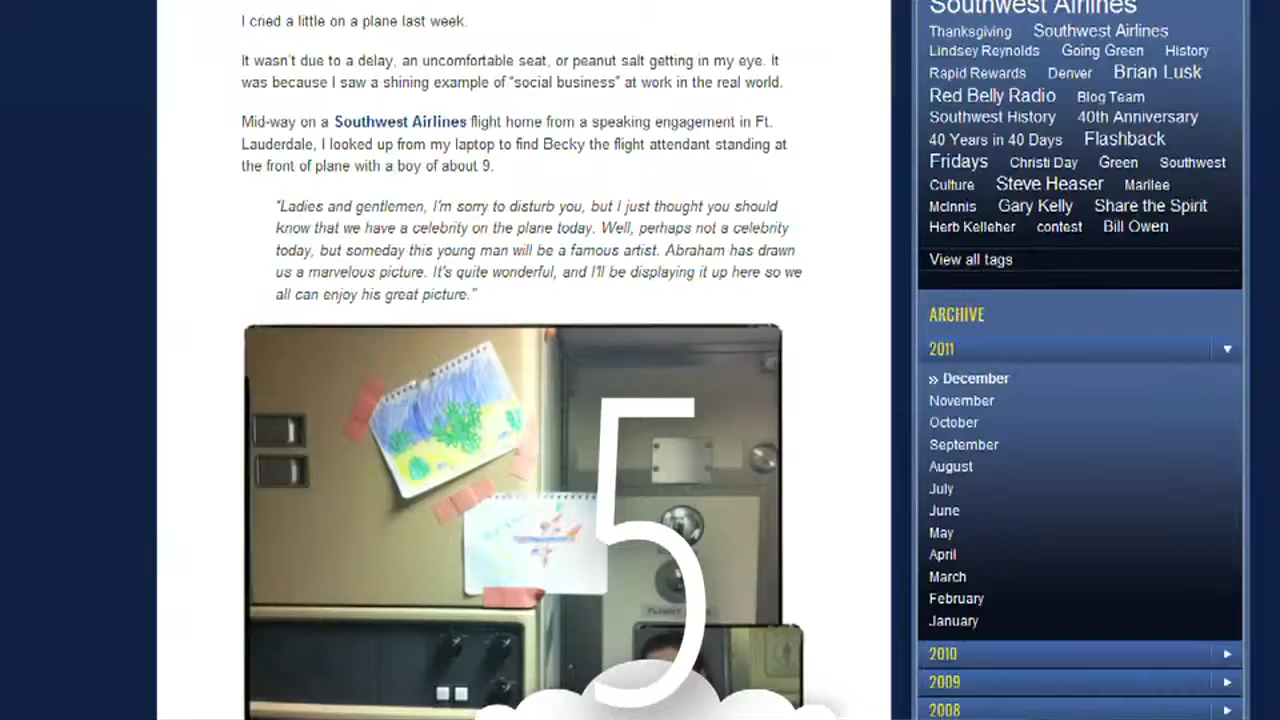 I cried a little on a plane last week.
It wasn't due to a delay, an uncomfortable seat, or peanut salt getting in my eye. It
was because I saw a shining example of “social business” at work in the real world.
Mid-way on a Southwest Airlines flight home from a speaking engagement in Ft.
Lauderdale, I looked up from my laptop to find Becky the flight attendant standing at
the front of plane with a boy of about 9.
“Ladies and gentlemen, I'm sorry to disturb you, but I just thought you should
know that we have a celebrity on the plane today. Well, perhaps not a celebrity
today, but someday this young man will be a famous artist. Abraham has drawn
us a marvelous picture. It's quite wonderful, and I'll be displaying it up here so we
all can enjoy his great picture.”
5
Southwest Airlines
Thanksgiving Southwest Airlines
Lindsey Reynolds Going Green History
Rapid Rewards Denver Brian Lusk
Red Belly Radio Blog Team
Southwest History 40th Anniversary
40 Years in 40 Days Flashback
Fridays Christi Day Green Southwest
Culture Steve Heaser Marilee
McInnis Gary Kelly Share the Spirit
Herb Kelleher contest Bill Owen
View all tags
ARCHIVE
2011
» December
November
October
September
August
July
June
May
April
March
February
January
2010
2009
2008